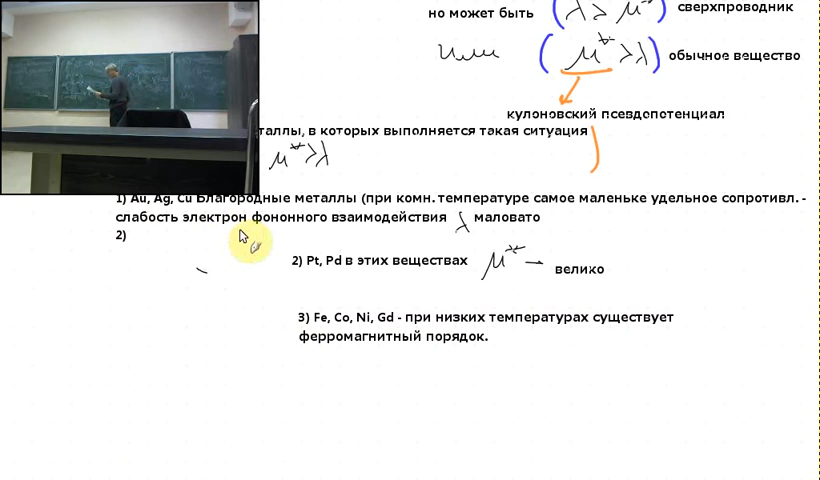 но может быть (λ > μ*) сверхпроводник
Или (μ* >> λ) обычное вещество
кулоновский псевдопотенциал
таллы, в которых выполняется такая ситуация
μ* >> λ
1) Au, Ag, Cu Благородные металлы (при комн. температуре самое маленьке удельное сопротивл. -
слабость электрон фононного взаимодействия λ маловато
2)
2) Pt, Pd в этих веществах μ* - велико
3) Fe, Co, Ni, Gd - при низких температурах существует
ферромагнитный порядок.